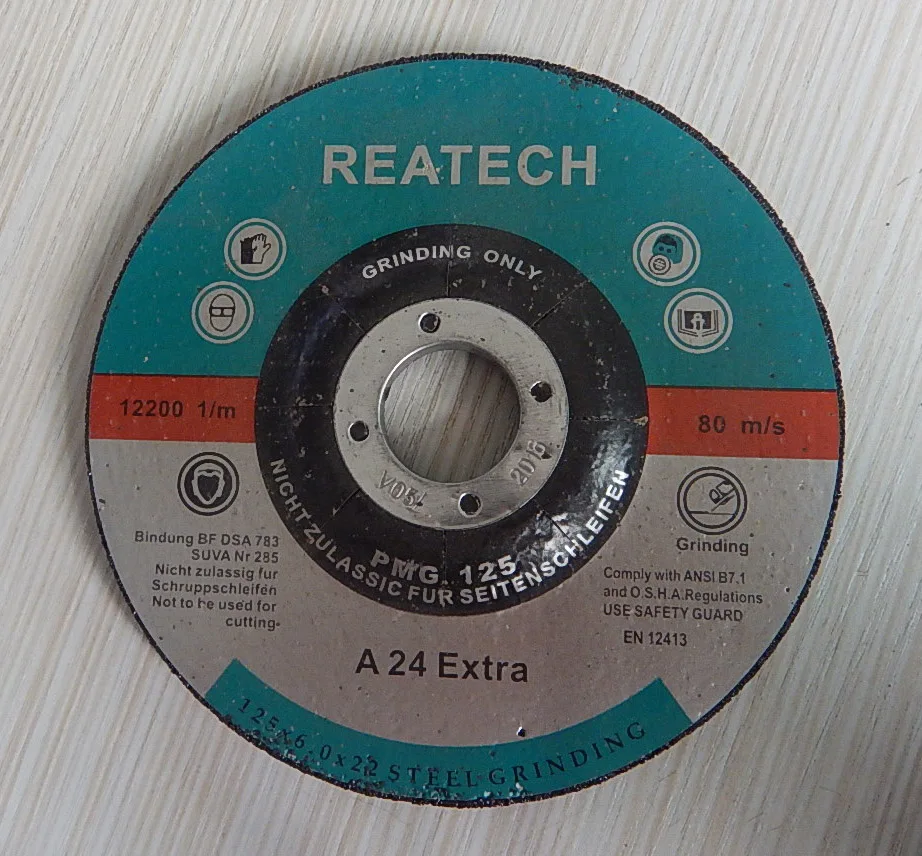 REATECH
GRINDING ONLY
12200 1/m
80 m/s
V05/
2015
PMG 125
NICHTZULASSIC FUR SEITENSCHLEIFEN
Bindung BF DSA 783
SUVA Nr 285
Nicht zulassig fur
Schruppschleifen
Not to be used for
cutting
Grinding
Comply with ANSI B7.1
and O.S.H.A.Regulations
USE SAFETY GUARD
EN 12413
A 24 Extra
125x6.0x22 STEEL GRINDING